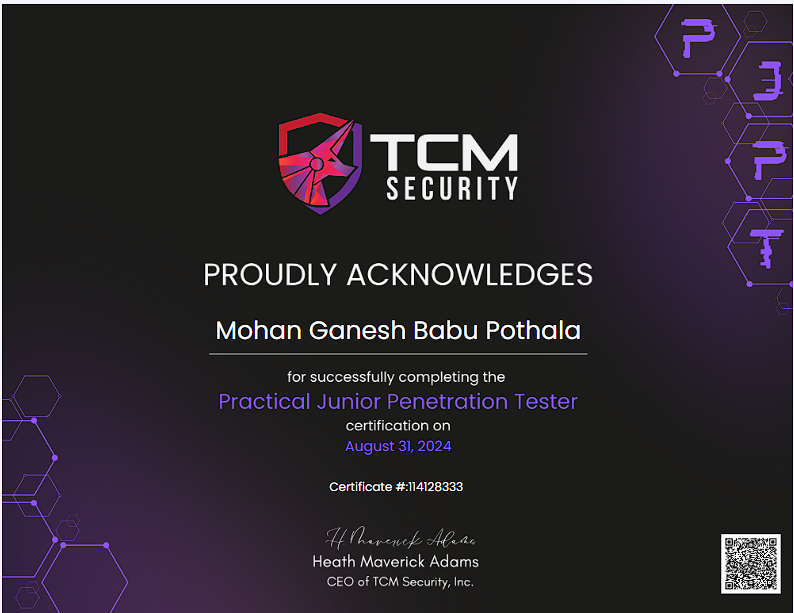 TCM
SECURITY
P
J
P
T
PROUDLY ACKNOWLEDGES
Mohan Ganesh Babu Pothala
for successfully completing the
Practical Junior Penetration Tester
certification on
August 31, 2024
Certificate #:114128333
H Maverick Adams
Heath Maverick Adams
CEO of TCM Security, Inc.